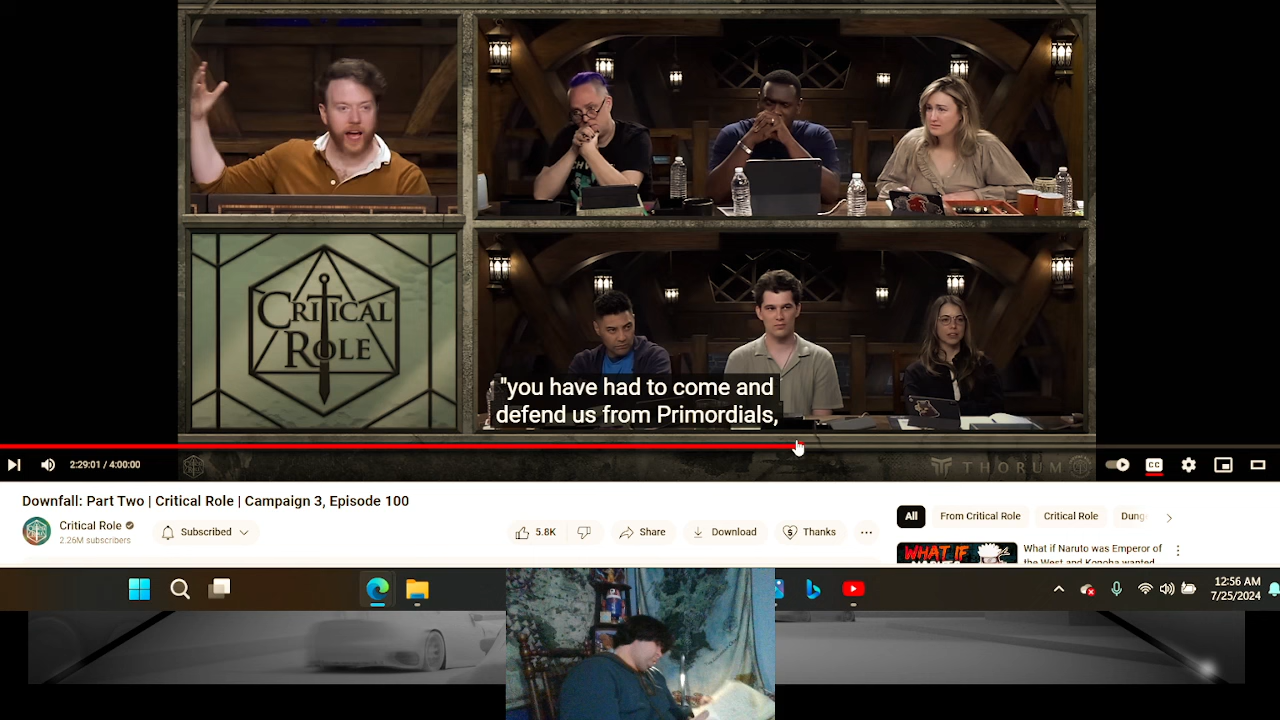 CRITICAL
ROLE
"you have had to come and
defend us from Primordials,
2:29:01 / 4:00:00
THORUM
CC
Downfall: Part Two | Critical Role | Campaign 3, Episode 100
Critical Role
2.26M subscribers
Subscribed
5.8K
Share
Download
Thanks
All
From Critical Role
Critical Role
Dung
WHAT IF
What if Naruto was Emperor of
the West and Konoha wanted
12:56 AM
7/25/2024